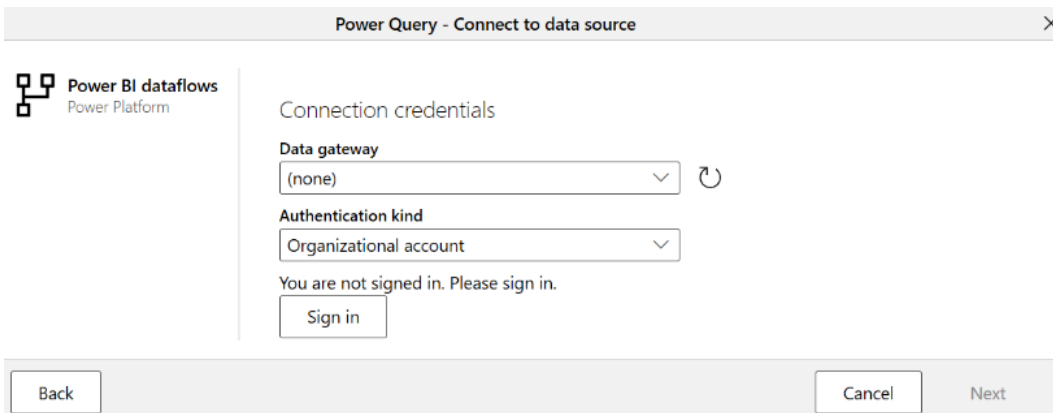 Power Query - Connect to data source
Power BI dataflows
Power Platform
Connection credentials
Data gateway
(none)
Authentication kind
Organizational account
You are not signed in. Please sign in.
Sign in
Back
Cancel
Next